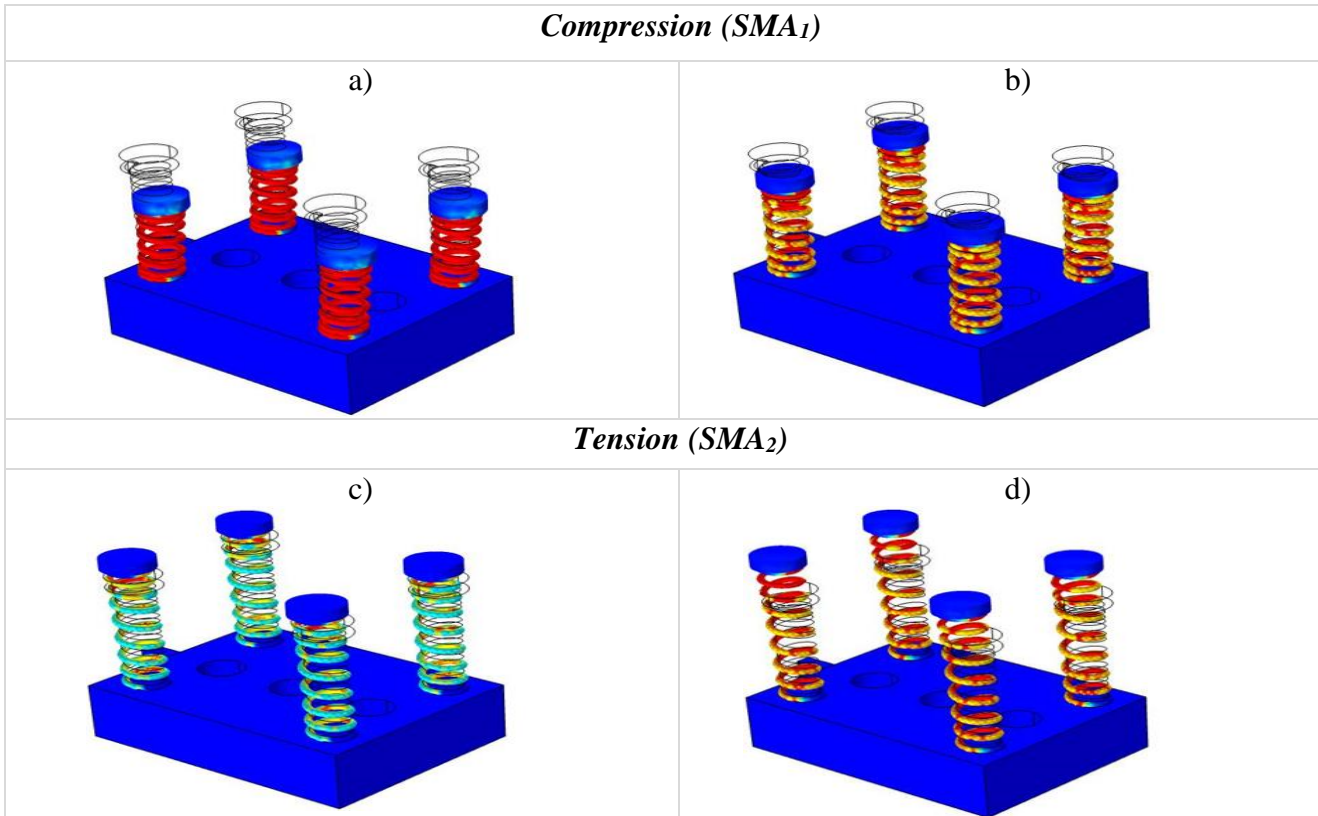 Compression (SMA₁)
a)
b)
Tension (SMA₂)
c)
d)